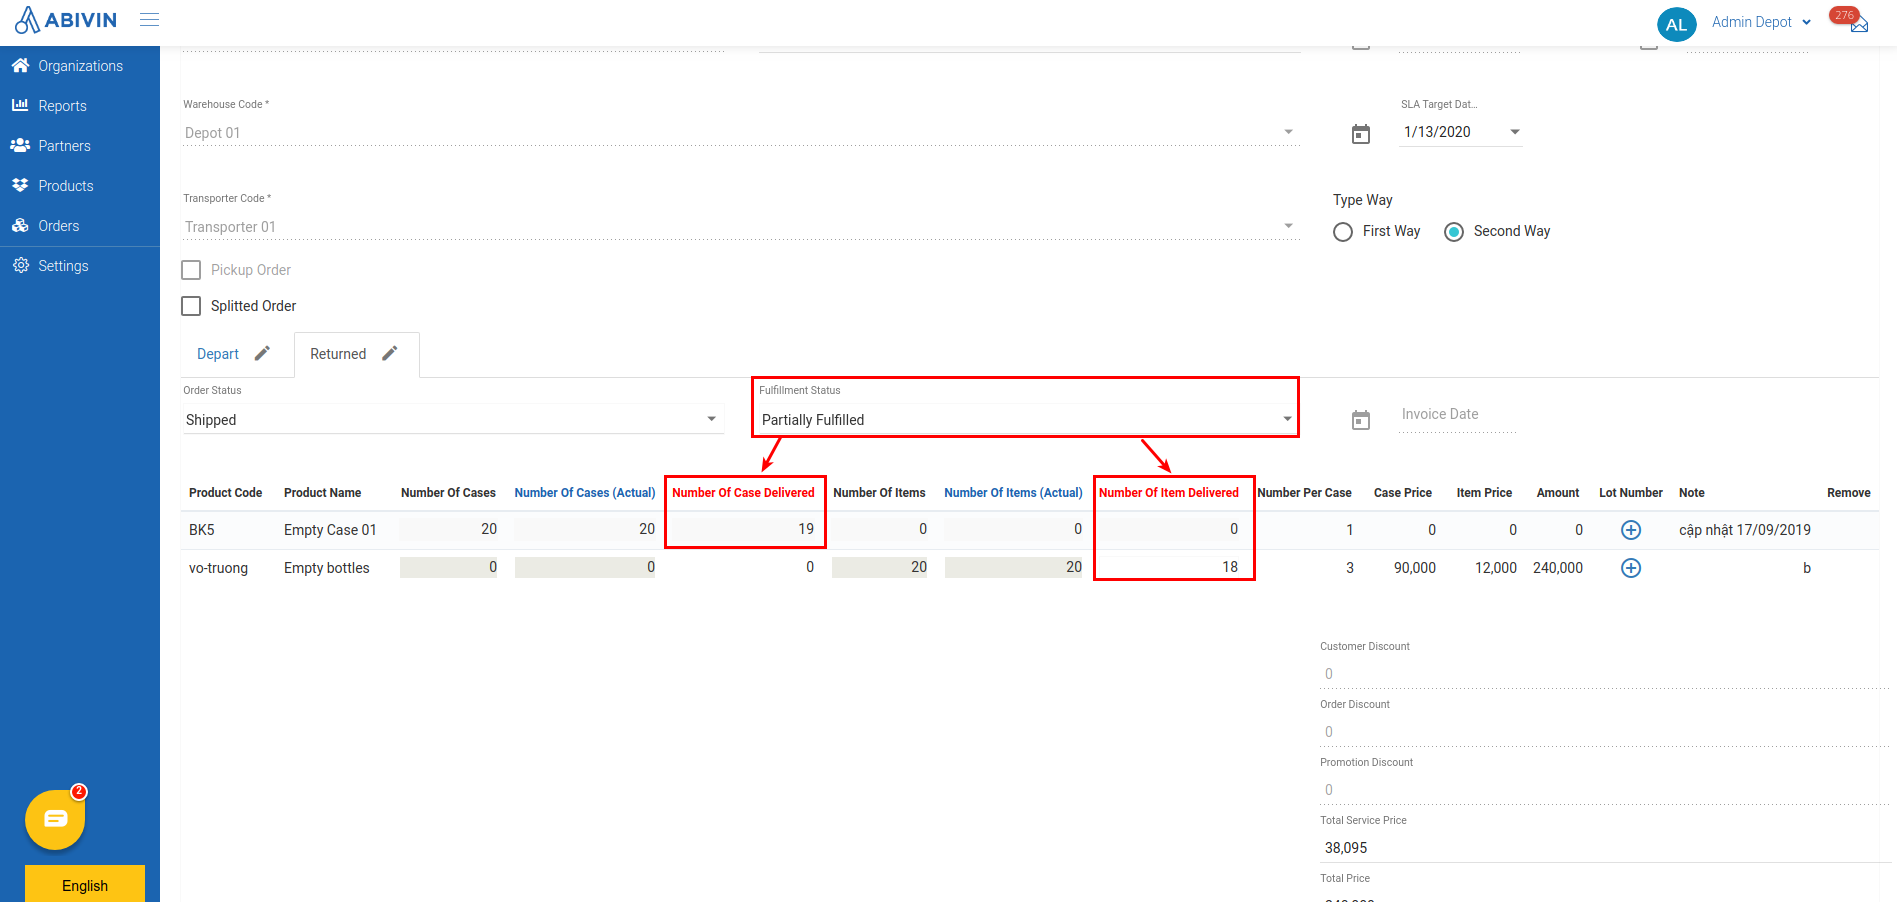 ABIVIN
AL
Admin Depot
276
Organizations
Reports
Partners
Products
Orders
Settings
Warehouse Code *
Depot 01
SLA Target Dat...
1/13/2020
Transporter Code *
Transporter 01
Type Way
First Way
Second Way
Pickup Order
Splitted Order
Depart
Returned
Order Status
Shipped
Fulfillment Status
Partially Fulfilled
Invoice Date
Product Code Product Name Number Of Cases Number Of Cases (Actual) Number Of Case Delivered Number Of Items Number Of Items (Actual) Number Of Item Delivered Number Per Case Case Price Item Price Amount Lot Number Note Remove
BK5 Empty Case 01 20 20 19 0 0 0 1 0 0 0 cập nhật 17/09/2019
vo-truong Empty bottles 0 0 0 20 20 18 3 90,000 12,000 240,000 b
Customer Discount
0
Order Discount
0
Promotion Discount
0
Total Service Price
38,095
Total Price
2
English